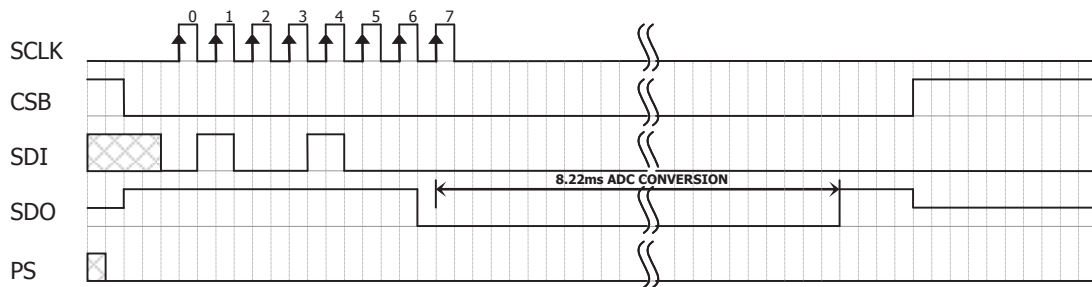 0 1 2 3 4 5 6 7
SCLK
CSB
SDI
8.22ms ADC CONVERSION
SDO
PS